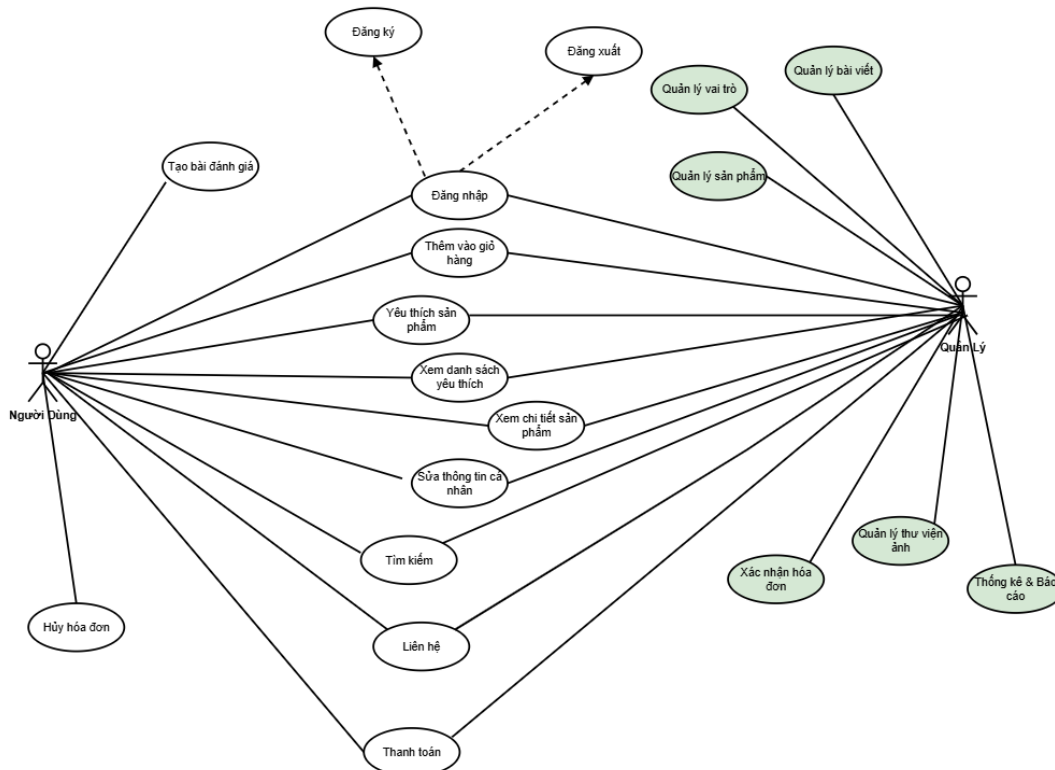 Đăng ký
Đăng xuất
Quản lý bài viết
Quản lý vai trò
Tạo bài đánh giá
Quản lý sản phẩm
Đăng nhập
Thêm vào giỏ
hàng
Yêu thích sản
phẩm
Quản Lý
Xem danh sách
yêu thích
Người Dùng
Xem chi tiết sản
phẩm
Sửa thông tin cá
nhân
Tìm kiếm
Quản lý thư viện
ảnh
Xác nhận hóa
đơn
Thống kê & Báo
cáo
Hủy hóa đơn
Liên hệ
Thanh toán